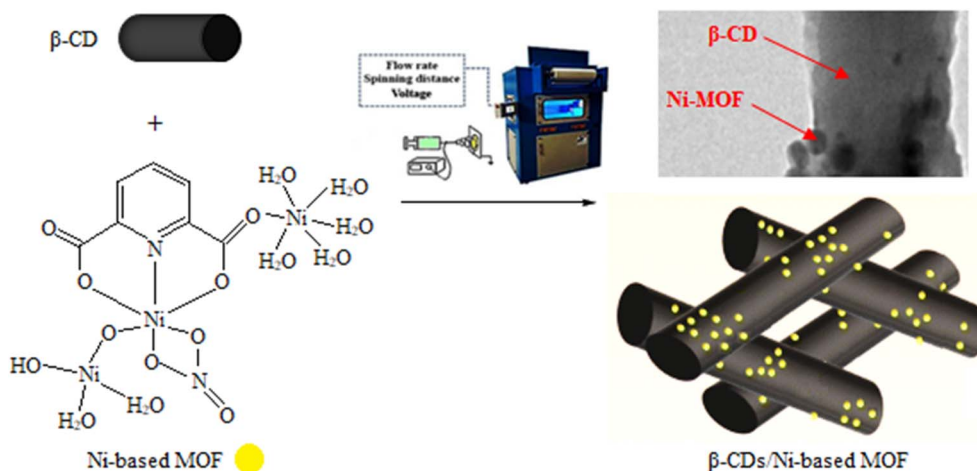 β-CD
+
Flow rate
Spinning distance
Voltage
β-CD
Ni-MOF
H₂O
H₂O
O
O
Ni
H₂O
N
H₂O
H₂O
O
O
Ni
O
HO
Ni
O
O
N
H₂O
H₂O
O
Ni-based MOF
β-CDs/Ni-based MOF